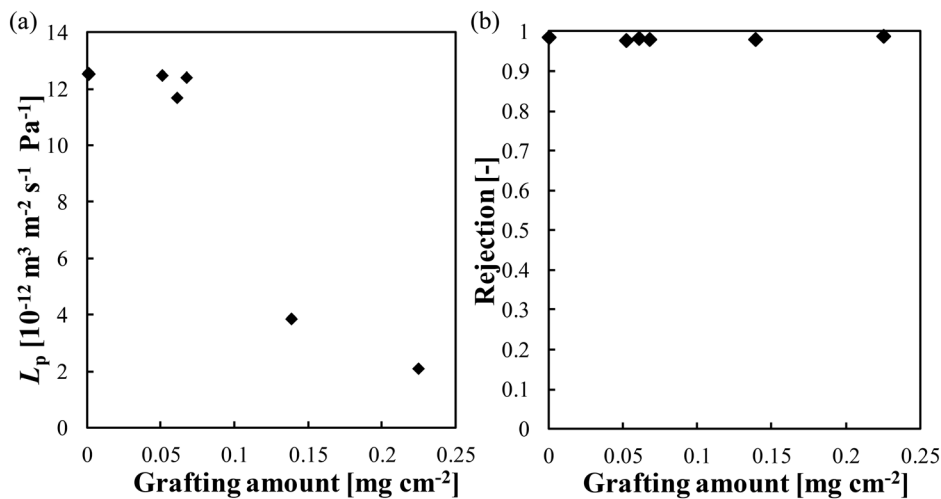 (a)
14
12
10
8
6
4
2
0
0 0.05 0.1 0.15 0.2 0.25
Lp [10⁻¹² m³ m⁻² s⁻¹ Pa⁻¹]
Grafting amount [mg cm⁻²]
(b)
1
0.9
0.8
0.7
0.6
0.5
0.4
0.3
0.2
0.1
0
0 0.05 0.1 0.15 0.2 0.25
Rejection [-]
Grafting amount [mg cm⁻²]